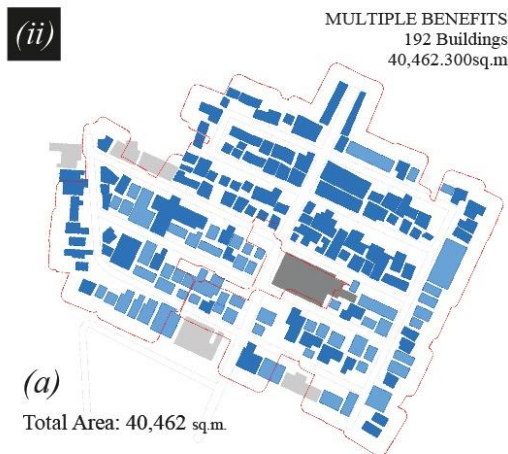 (ii)
MULTIPLE BENEFITS
192 Buildings
40,462.300sq.m
(a)
Total Area: 40,462 sq.m.